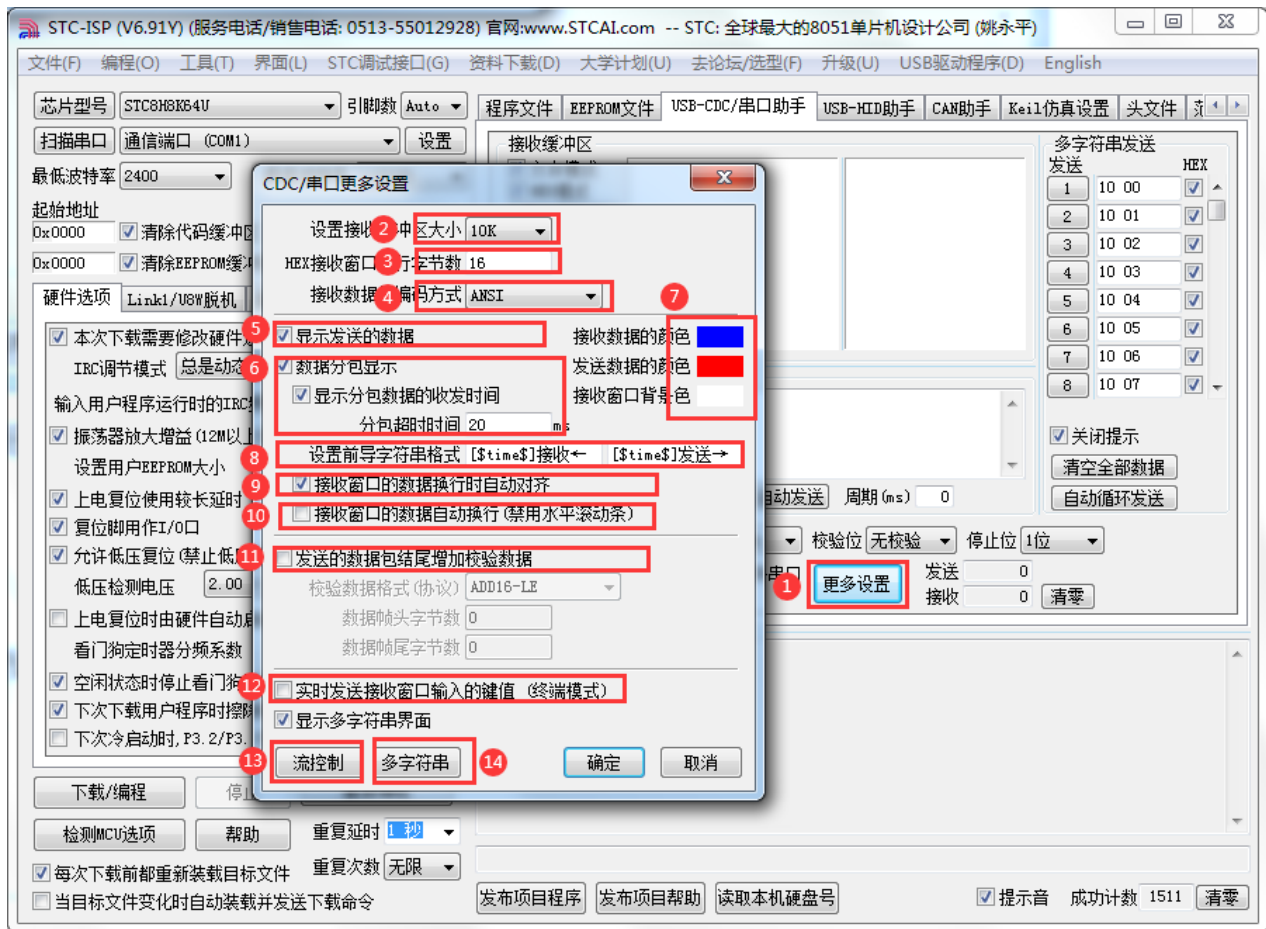 STC-ISP (V6.91Y) (服务电话/销售电话: 0513-55012928) 官网:www.STCAI.com -- STC: 全球最大的8051单片机设计公司 (姚永平)
文件(F) 编程(O) 工具(T) 界面(L) STC调试接口(G) 资料下载(D) 大学计划(U) 去论坛/选型(F) 升级(U) USB驱动程序(D) English
芯片型号 STC8H8K64U 引脚数 Auto
扫描串口 通信端口 (COM1) 设置
最低波特率 2400
起始地址
0x0000 清除代码缓冲区
0x0000 清除EEPROM缓冲
硬件选项 Link1/U8W脱机
本次下载需要修改硬件
IRC调节模式 总是动态
输入用户程序运行时的IRC
振荡器放大增益(12M以上
设置用户EEPROM大小
上电复位使用较长延时
复位脚用作I/O口
允许低压复位(禁止低
低压检测电压 2.00
上电复位时由硬件自动
看门狗定时器分频系数
空闲状态时停止看门狗
下次下载用户程序时擦除
下次冷启动时,P3.2/P3.
下载/编程
检测MCU选项 帮助 重复延时 1 秒
每次下载前都重新装载目标文件 重复次数 无限
当目标文件变化时自动装载并发送下载命令
程序文件 EEPROM文件 USB-CDC/串口助手 USB-HID助手 CAN助手 Keil仿真设置 头文件
接收缓冲区
多字符串发送
发送 HEX
1 10 00
2 10 01
3 10 02
4 10 03
5 10 04
6 10 05
7 10 06
8 10 07
关闭提示
清空全部数据
自动发送 周期(ms) 0 自动循环发送
校验位 无校验 停止位 1位
串口 1 更多设置 发送 0
接收 0 清零
CDC/串口更多设置
设置接收 2 冲区大小 10K
HEX接收窗口 3 行字节数 16
接收数据 4 编码方式 ANSI
7
5 显示发送的数据 接收数据的颜色
6 数据分包显示 发送数据的颜色
显示分包数据的收发时间 接收窗口背景色
分包超时时间 20 ms
8 设置前导字符串格式 [$time$]接收← [$time$]发送→
9 接收窗口的数据换行时自动对齐
10 接收窗口的数据自动换行(禁用水平滚动条)
11 发送的数据包结尾增加校验数据
校验数据格式(协议) ADD16-LE
数据帧头字节数 0
数据帧尾字节数 0
12 实时发送接收窗口输入的键值 (终端模式)
显示多字符串界面
13 流控制 多字符串 14 确定 取消
发布项目程序 发布项目帮助 读取本机硬盘号 提示音 成功计数 1511 清零